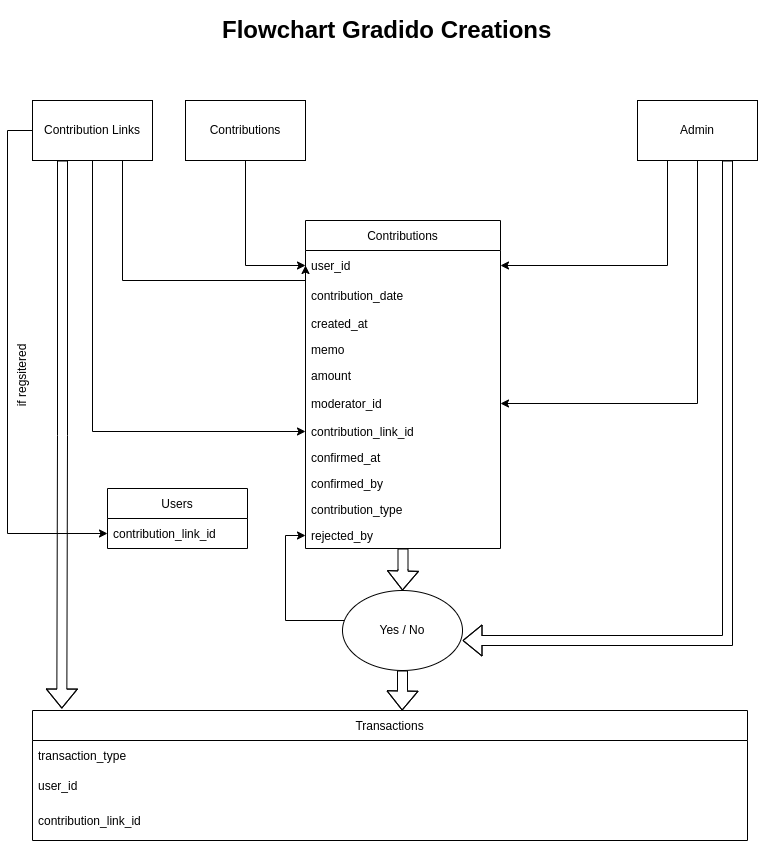 Flowchart Gradido Creations
Contribution Links
Contributions
Admin
Contributions
user_id
contribution_date
created_at
memo
amount
moderator_id
contribution_link_id
confirmed_at
confirmed_by
contribution_type
rejected_by
if regsitered
Users
contribution_link_id
Yes / No
Transactions
transaction_type
user_id
contribution_link_id